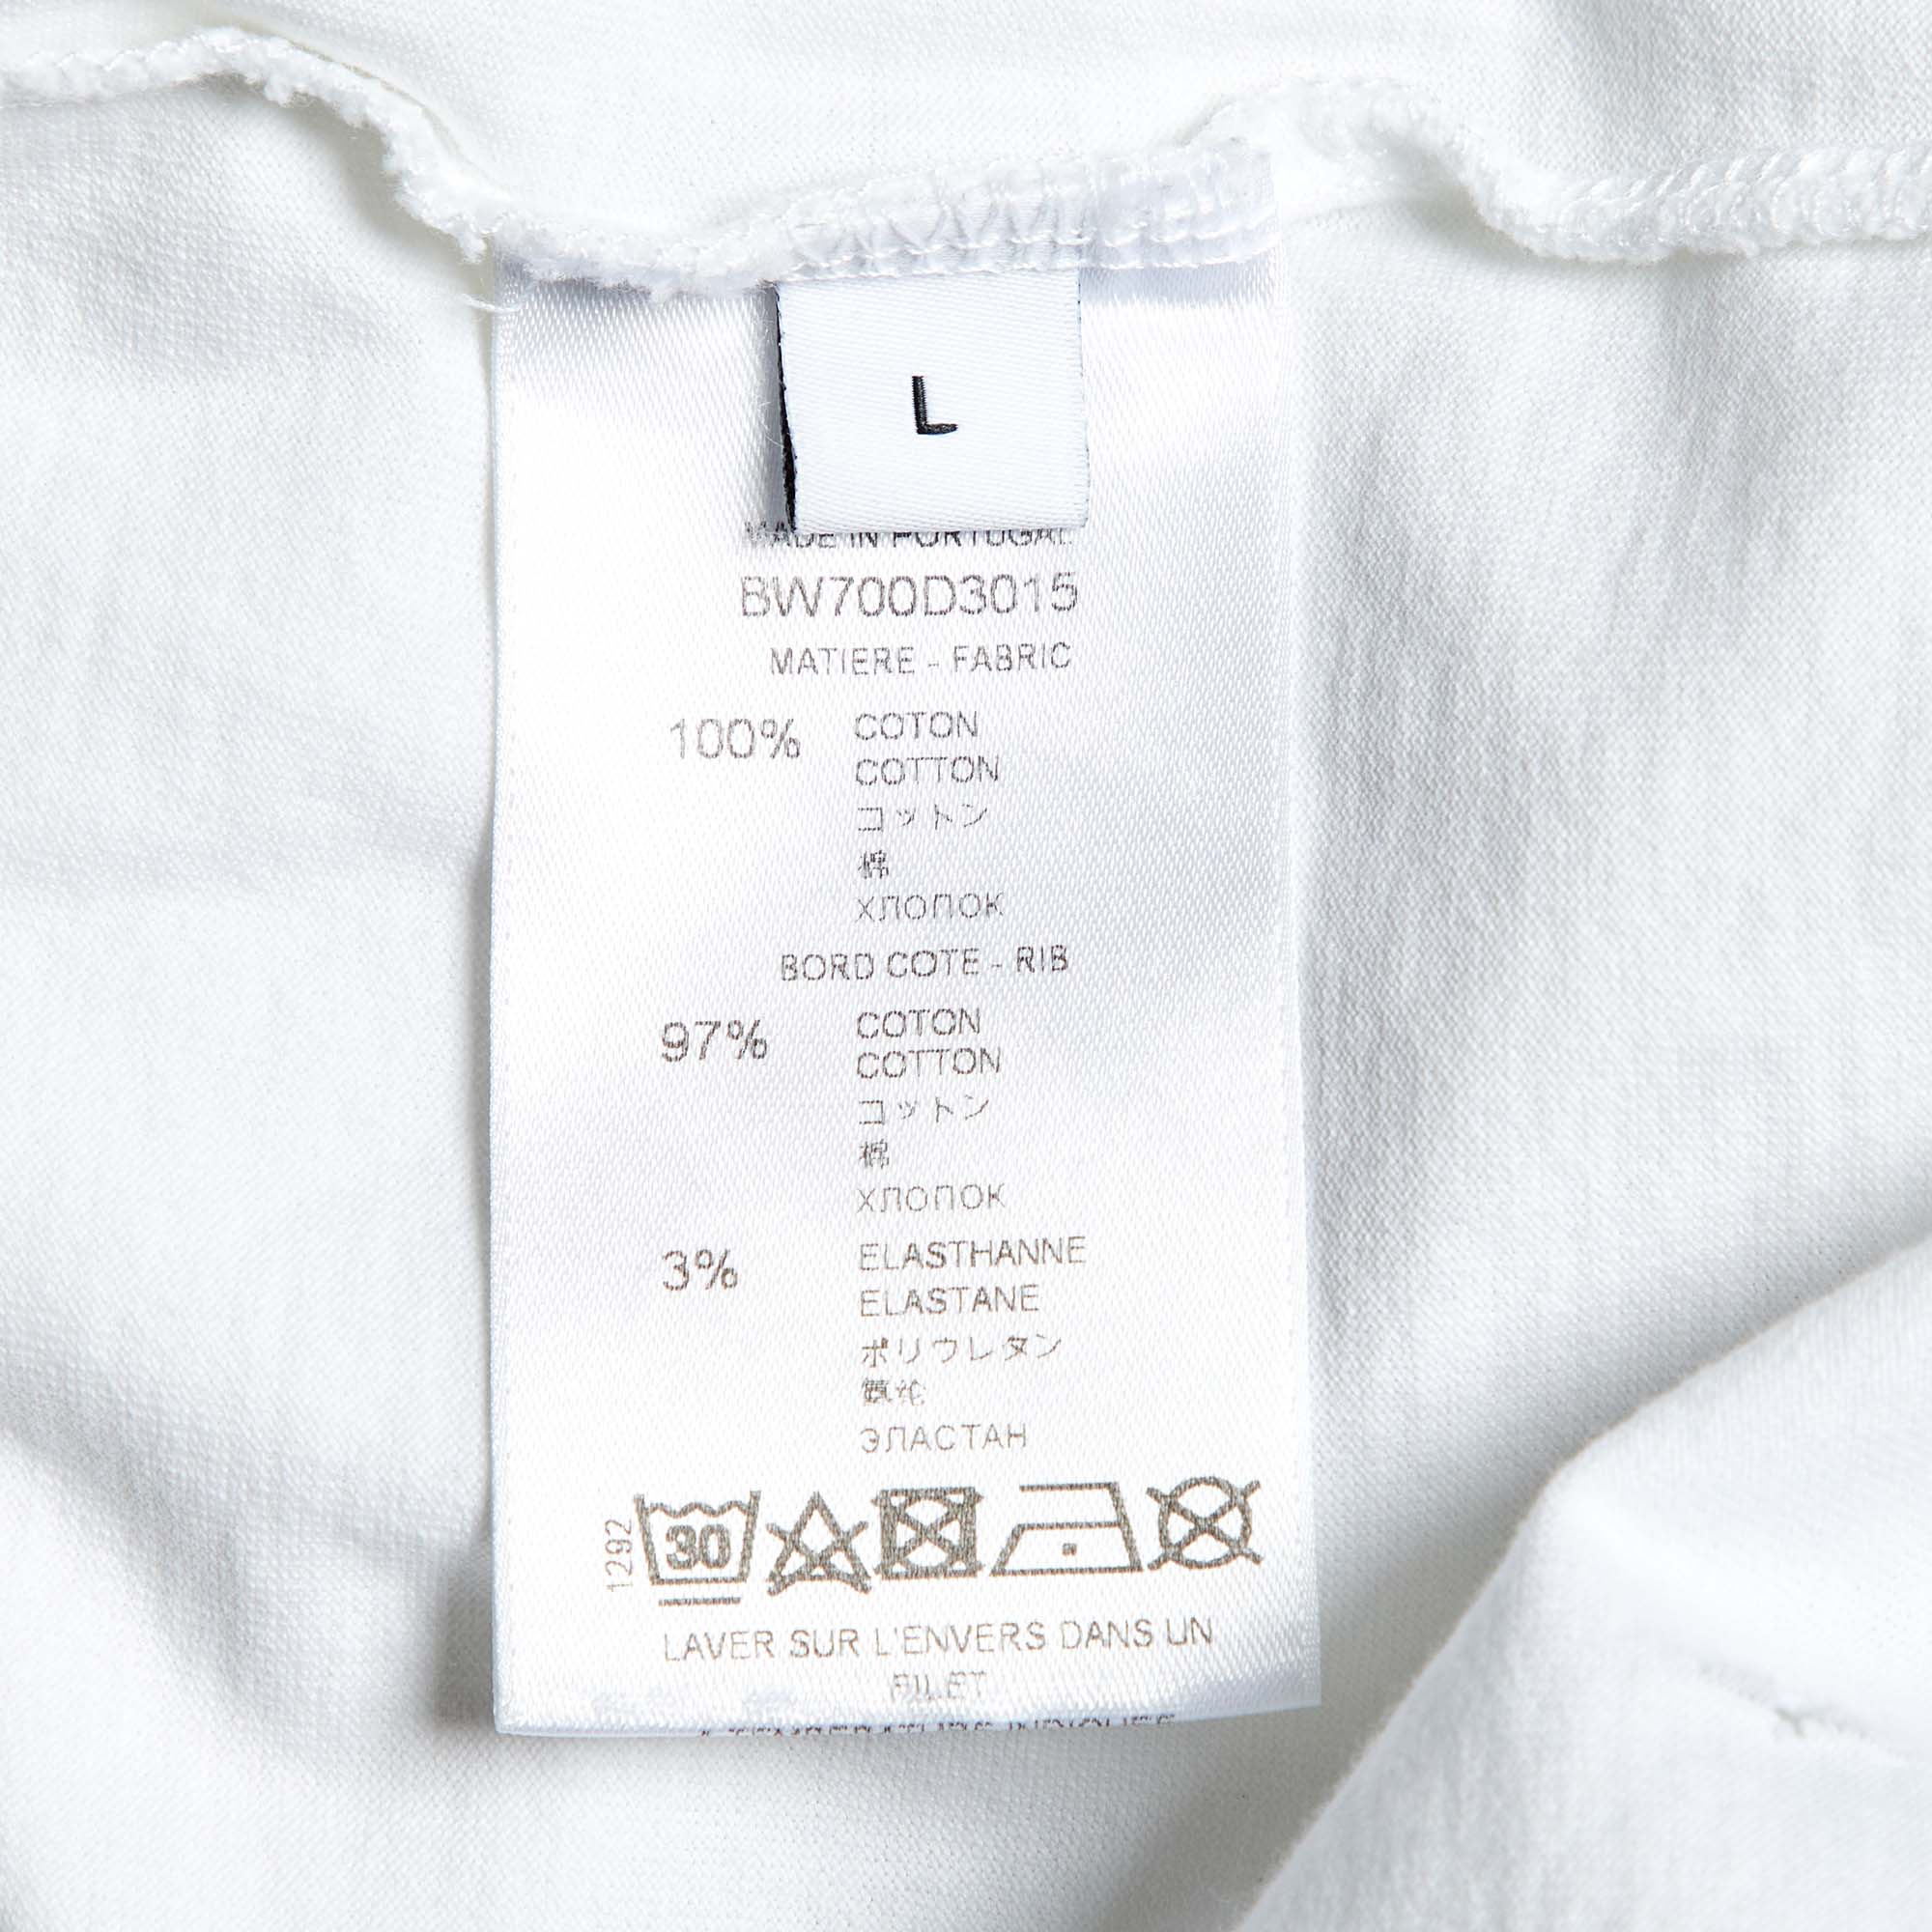 L
MADE IN PORTUGAL
BW700D3015
MATIERE - FABRIC
100% COTON
COTTON
コットン
棉
ХЛОПОК
BORD COTE - RIB
97% COTON
COTTON
コットン
棉
ХЛОПОК
3% ELASTHANNE
ELASTANE
ポリウレタン
氨纶
ЭЛАСТАН
1292
30
LAVER SUR L'ENVERS DANS UN
FILET
A TEMPERATURE INDIQUEE